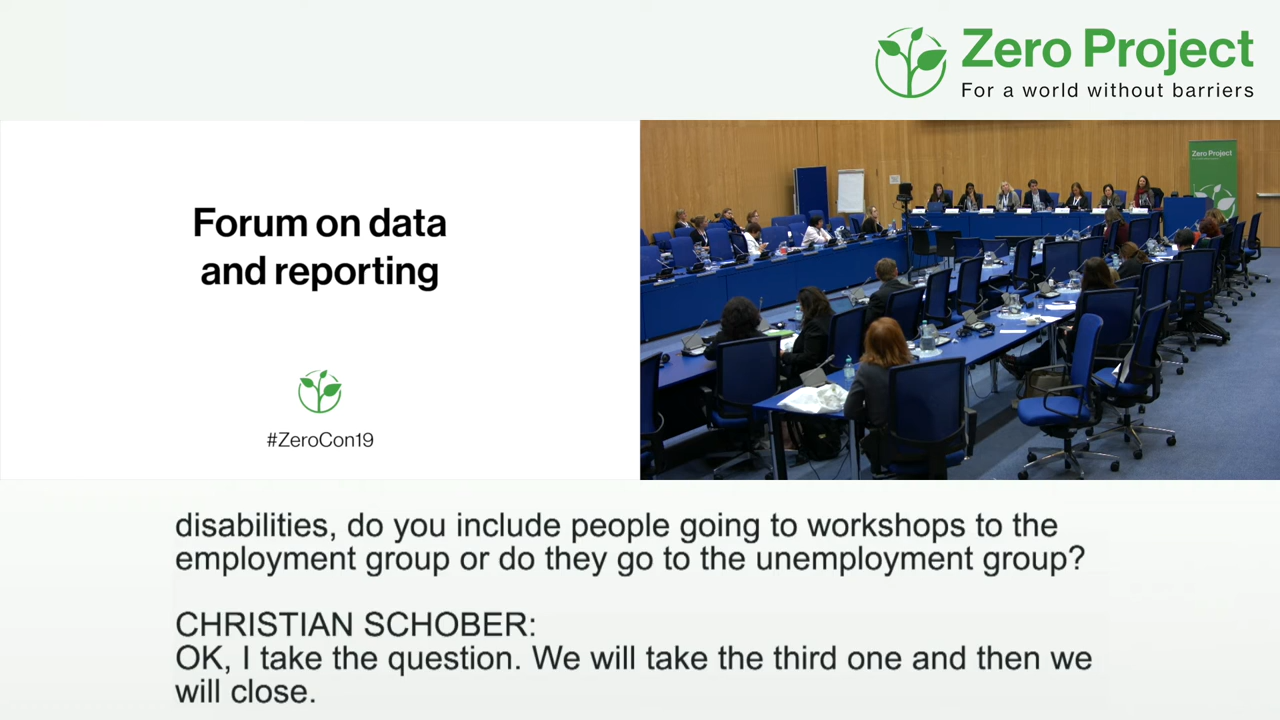 Zero Project
For a world without barriers
Forum on data
and reporting
#ZeroCon19
Zero Project
disabilities, do you include people going to workshops to the
employment group or do they go to the unemployment group?
CHRISTIAN SCHOBER:
OK, I take the question. We will take the third one and then we
will close.